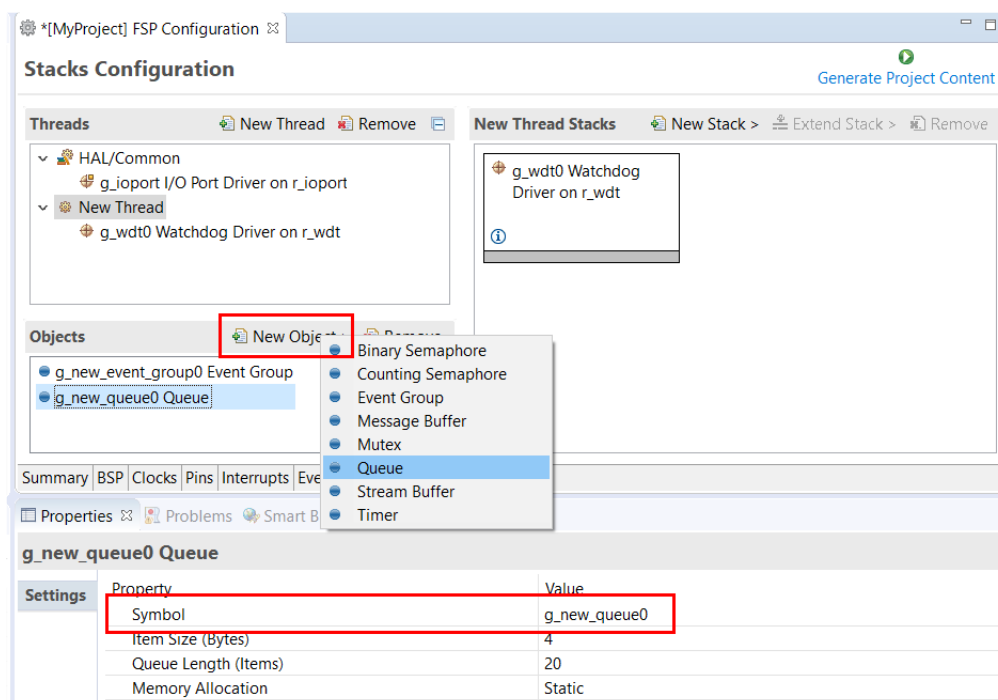 *[MyProject] FSP Configuration
Stacks Configuration
Generate Project Content
Threads
New Thread
Remove
HAL/Common
g_ioport I/O Port Driver on r_ioport
New Thread
g_wdt0 Watchdog Driver on r_wdt
New Thread Stacks
New Stack >
Extend Stack >
Remove
g_wdt0 Watchdog
Driver on r_wdt
Objects
New Object
Remove
g_new_event_group0 Event Group
g_new_queue0 Queue
Binary Semaphore
Counting Semaphore
Event Group
Message Buffer
Mutex
Queue
Stream Buffer
Timer
Summary BSP Clocks Pins Interrupts Eve
Properties
Problems
Smart B
g_new_queue0 Queue
Settings
Property Value
Symbol g_new_queue0
Item Size (Bytes) 4
Queue Length (Items) 20
Memory Allocation Static